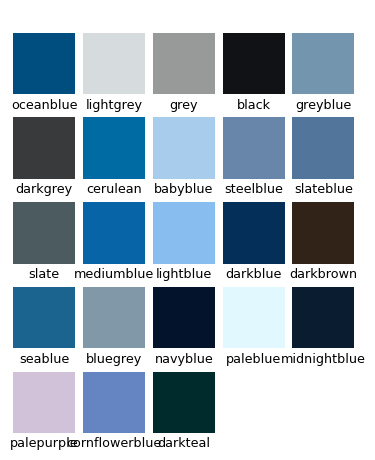 oceanblue lightgrey grey black greyblue
darkgrey cerulean babyblue steelblue slateblue
slate mediumblue lightblue darkblue darkbrown
seablue bluegrey navyblue paleblue midnightblue
palepurple cornflowerblue darkteal